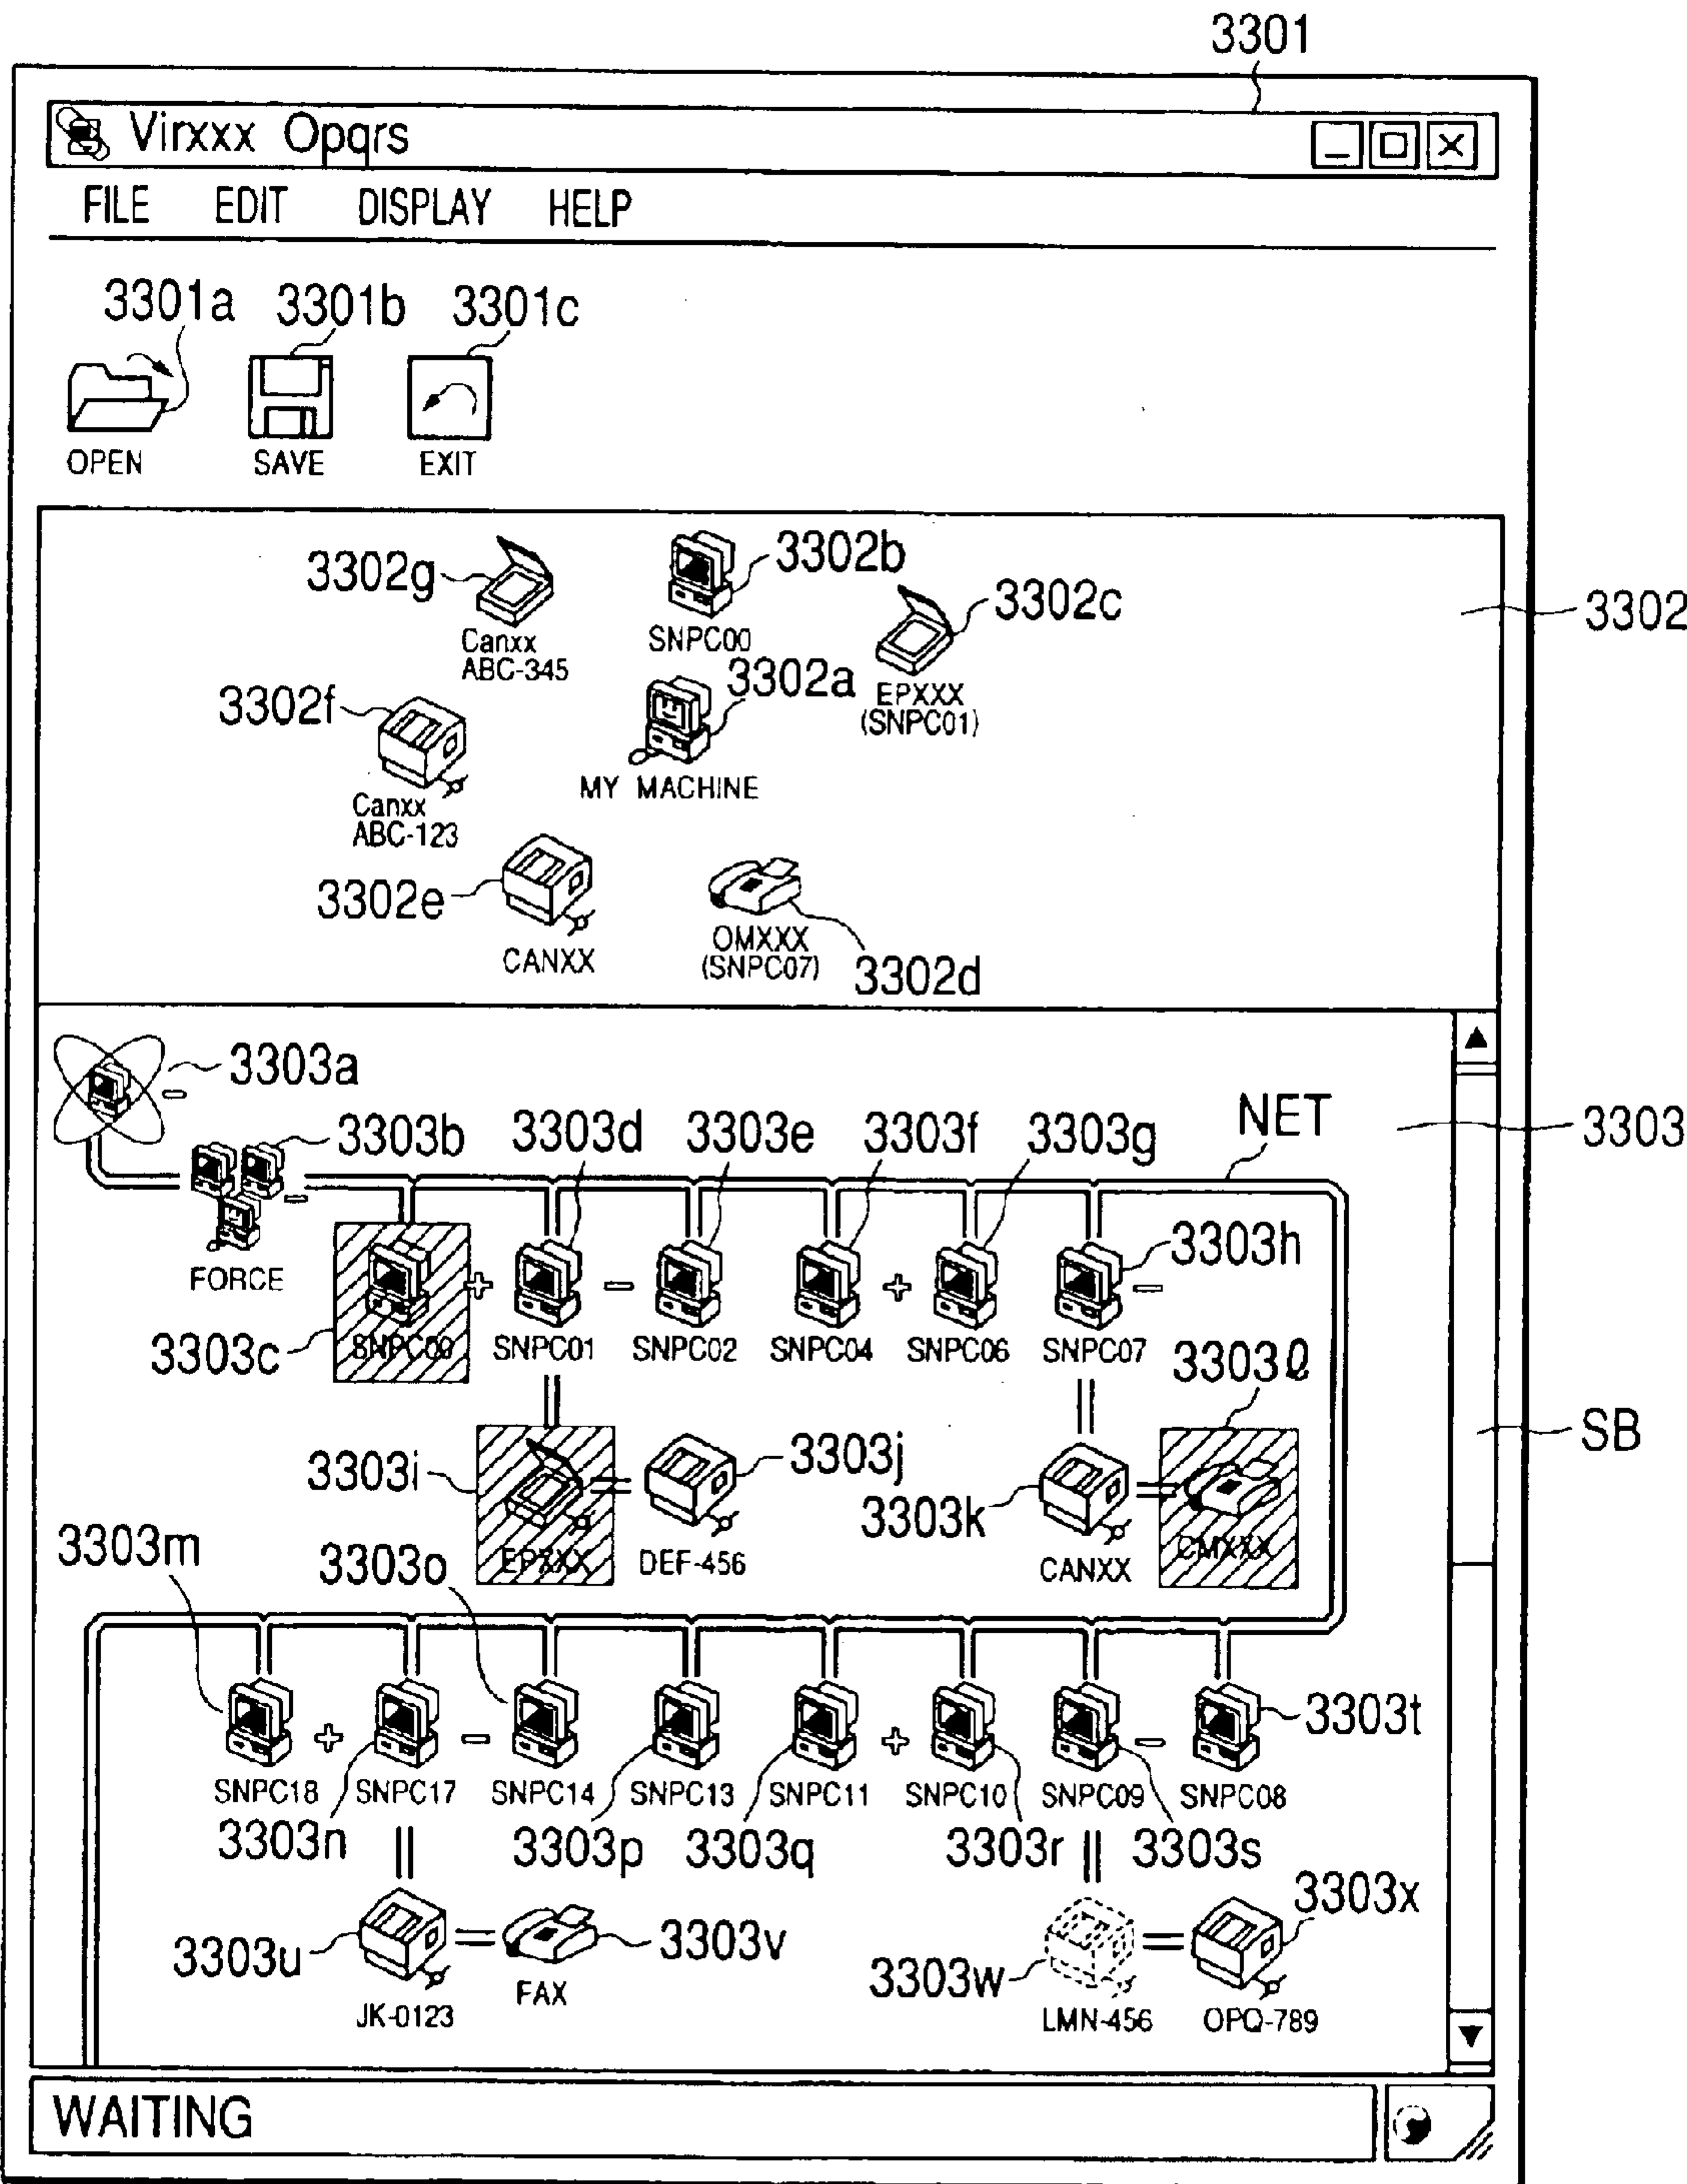 3301
Virxxx Opqrs
FILE EDIT DISPLAY HELP
3301a 3301b 3301c
OPEN SAVE EXIT
3302g 3302b
3302c
3302
Canxx
ABC-345
SNPC00
3302a
EPXXX
(SNPC01)
3302f
MY MACHINE
Canxx
ABC-123
3302e
OMXXX
(SNPC07)
CANXX
3302d
3303a
NET
3303
3303b 3303d 3303e 3303f 3303g
3303h
FORCE
3303c
SNPC00 SNPC01 SNPC02 SNPC04 SNPC06 SNPC07
3303ℓ
SB
3303i 3303j
3303k
EPXXX DEF-456 CANXX CMXXX
3303m 3303o
3303t
SNPC18 SNPC17 SNPC14 SNPC13 SNPC11 SNPC10 SNPC09 SNPC08
3303n 3303p 3303q 3303r 3303s
3303x
3303u 3303v 3303w
FAX
JK-0123 LMN-456 OPQ-789
WAITING